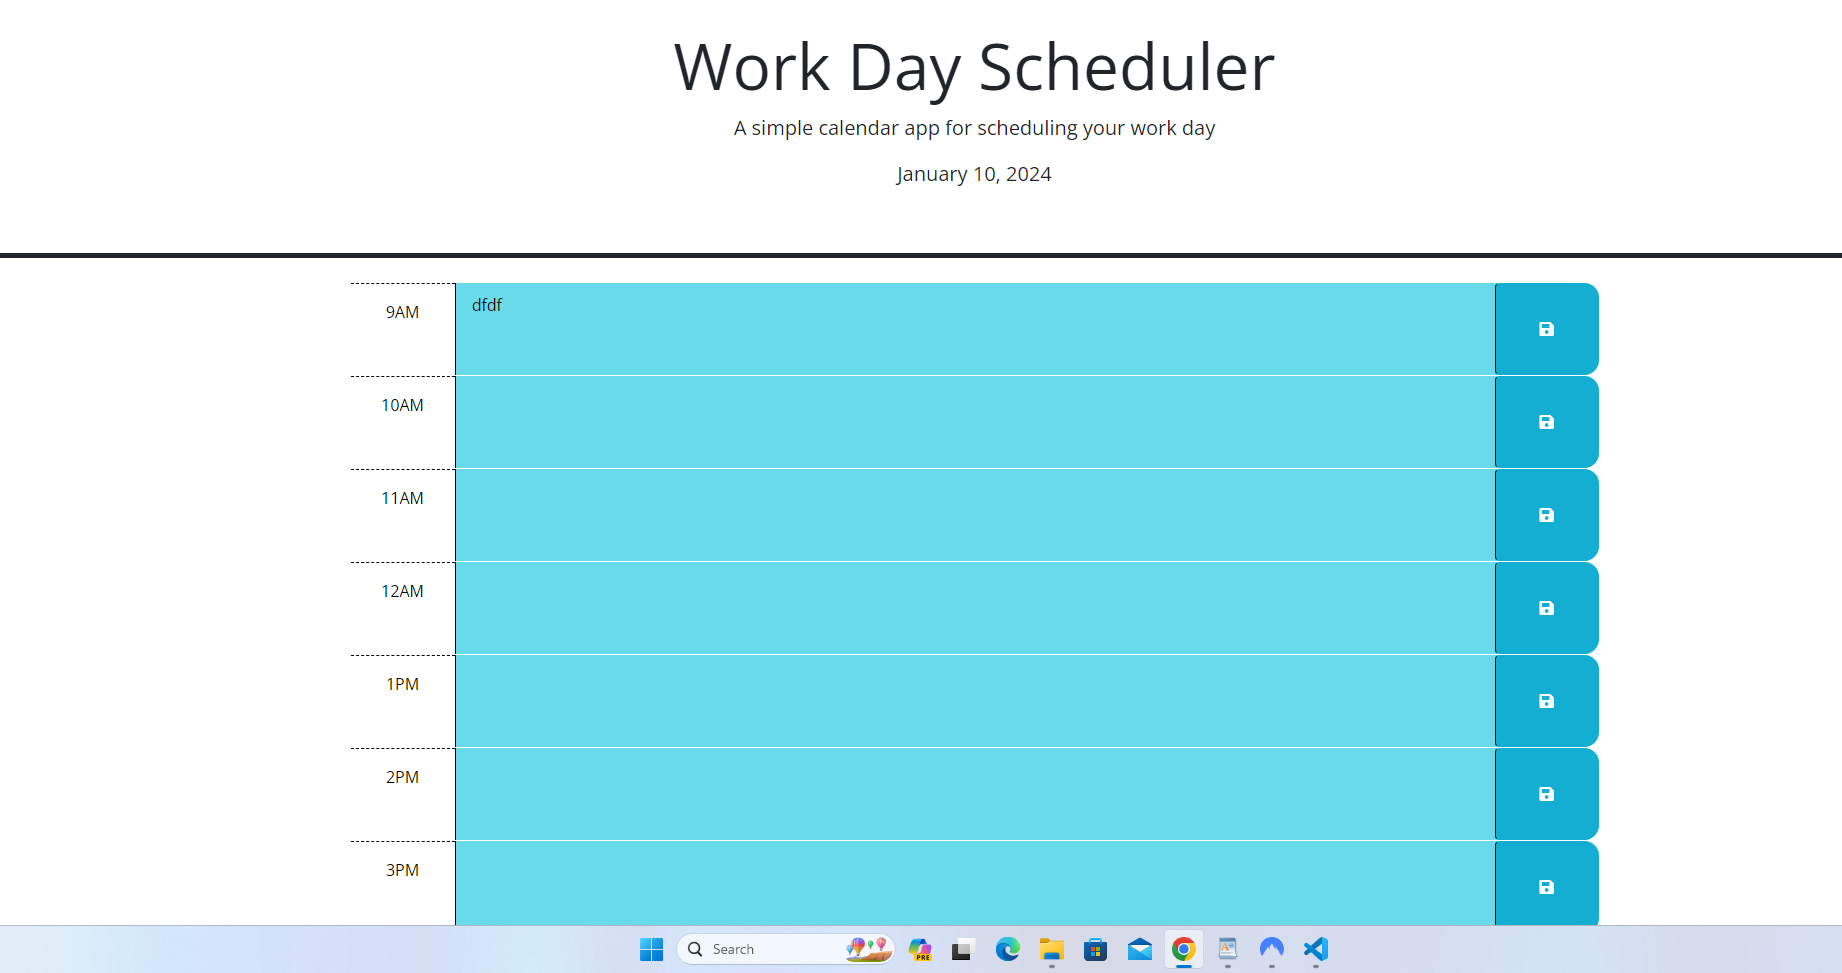 Work Day Scheduler
A simple calendar app for scheduling your work day
January 10, 2024
9AM
dfdf
10AM
11AM
12AM
1PM
2PM
3PM
Search
PRE